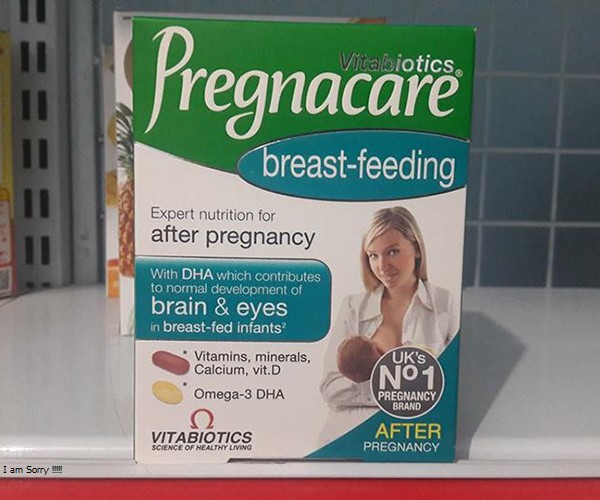 Vitabiotics
Pregnacare®
breast-feeding
Expert nutrition for
after pregnancy
With DHA which contributes
to normal development of
brain & eyes
in breast-fed infants²
Vitamins, minerals,
Calcium, vit.D
Omega-3 DHA
VITABIOTICS
SCIENCE OF HEALTHY LIVING
UK's
Nº1
PREGNANCY
BRAND
AFTER
PREGNANCY
I am Sorry !!!!!